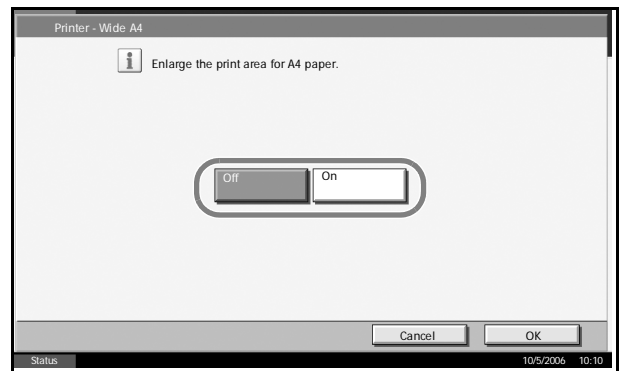 Printer - Wide A4
Enlarge the print area for A4 paper.
Off On
Cancel OK
Status 10/5/2006 10:10